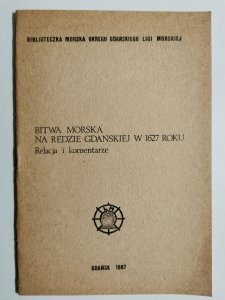 BIBLIOTECZKA MORSKA OKRĘGU GDAŃSKIEGO LIGI MORSKIEJ
BITWA MORSKA
NA REDZIE GDAŃSKIEJ W 1627 ROKU
Relacja i komentarze
GDAŃSK 1987